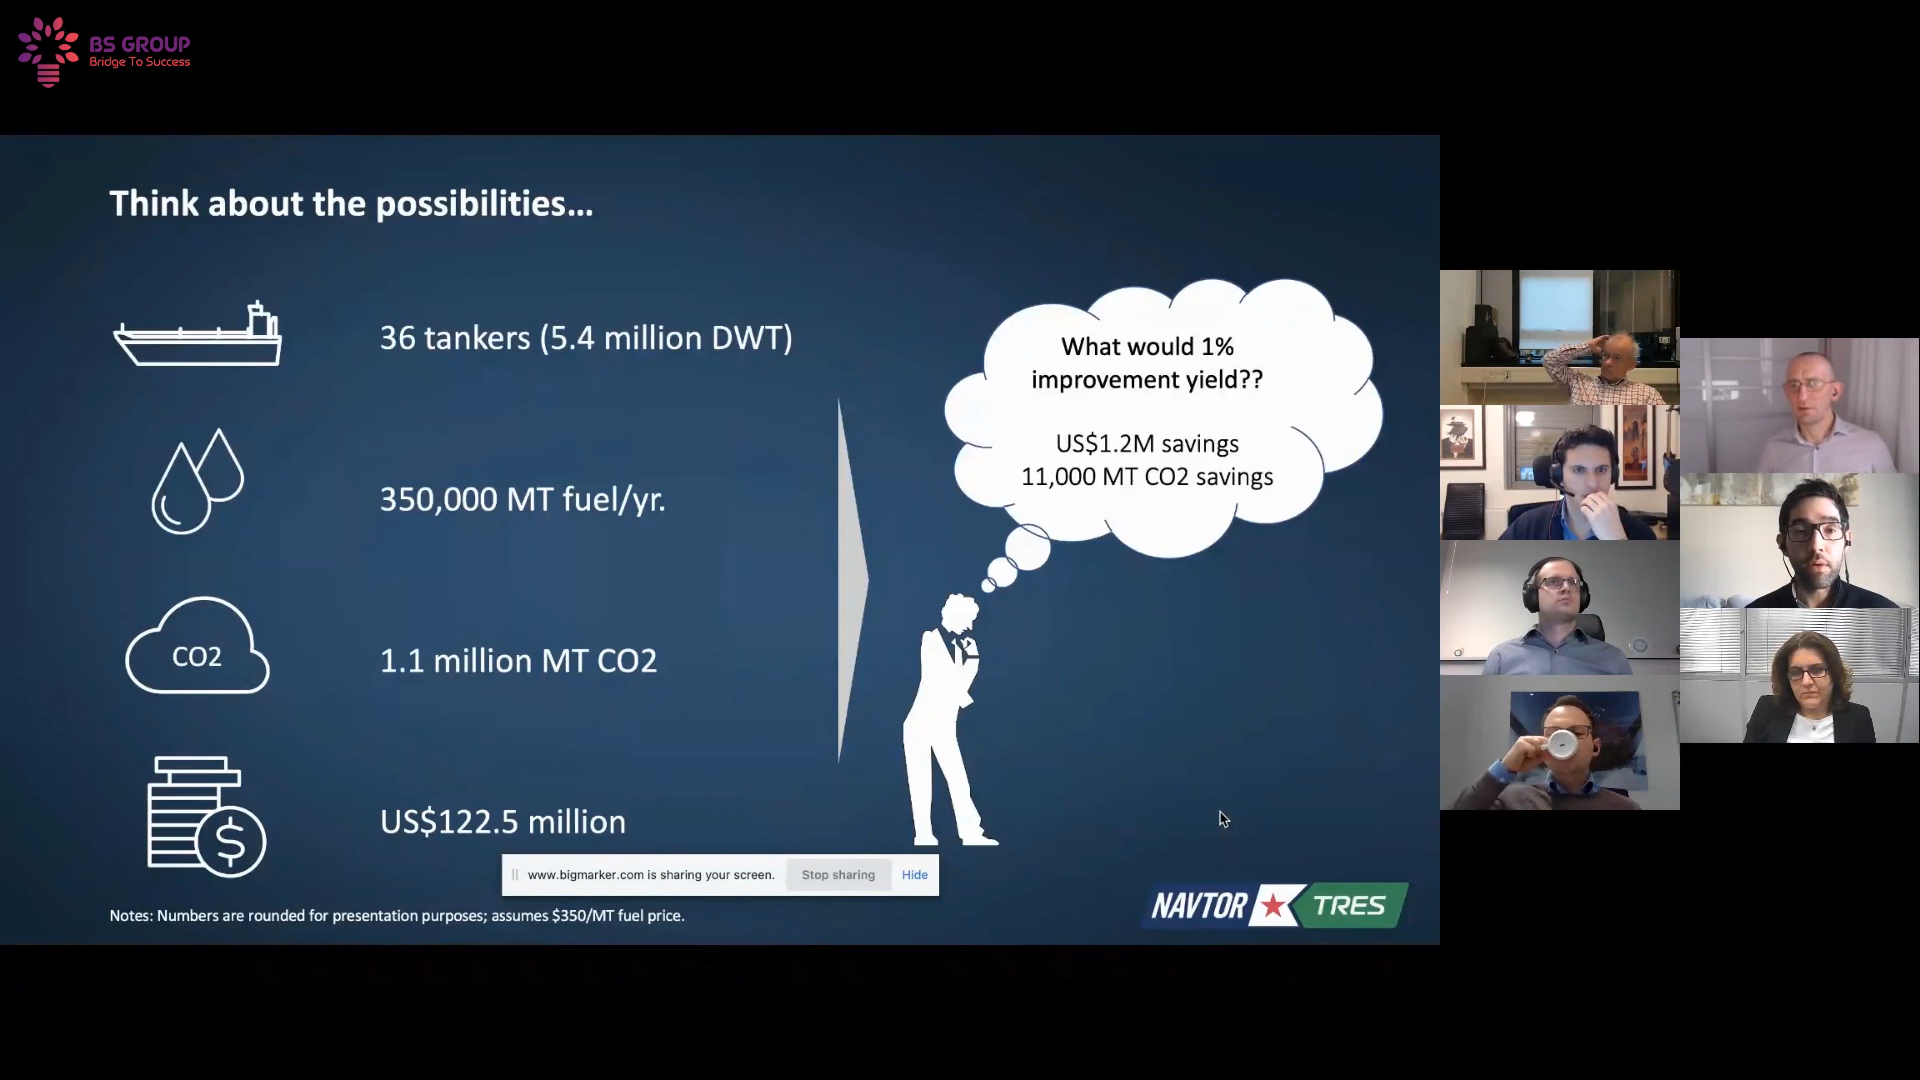 BS GROUP
Bridge To Success
Think about the possibilities...
36 tankers (5.4 million DWT)
350,000 MT fuel/yr.
CO2
1.1 million MT CO2
$
US$122.5 million
What would 1%
improvement yield??
US$1.2M savings
11,000 MT CO2 savings
www.bigmarker.com is sharing your screen.
Stop sharing
Hide
Notes: Numbers are rounded for presentation purposes; assumes $350/MT fuel price.
NAVTOR TRES